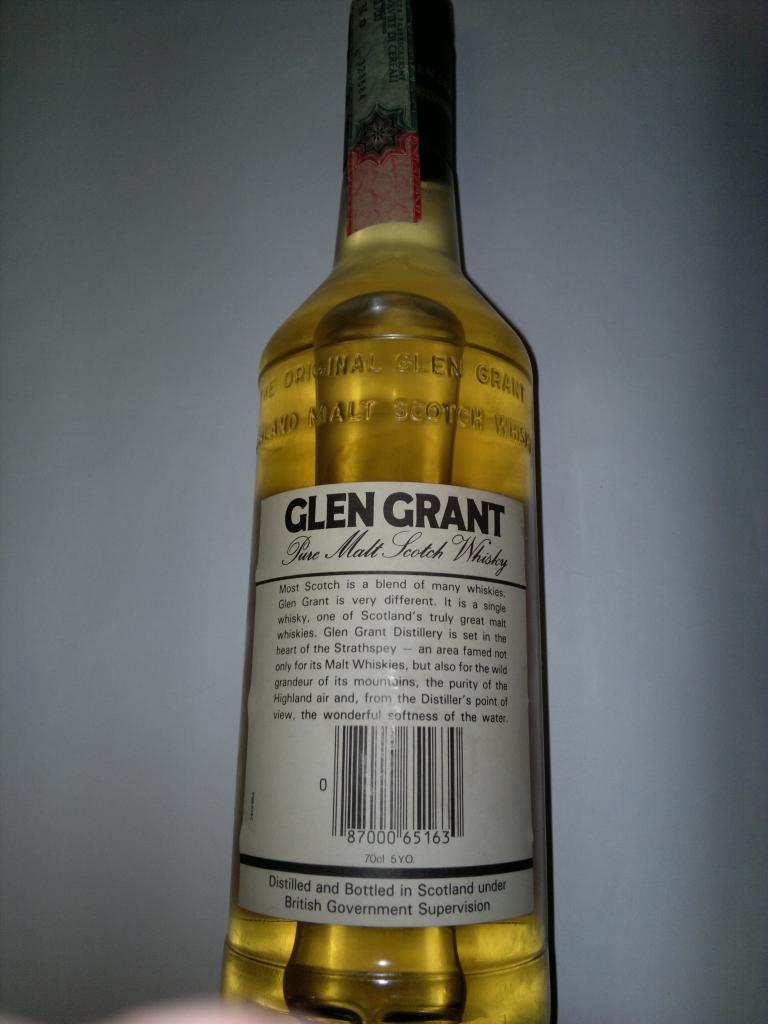 ACQUAVITE DI CEREALI
THE ORIGINAL GLEN GRANT
HIGHLAND MALT SCOTCH WHISKY
GLEN GRANT
Pure Malt Scotch Whisky
Most Scotch is a blend of many whiskies.
Glen Grant is very different. It is a single
whisky, one of Scotland's truly great malt
whiskies. Glen Grant Distillery is set in the
heart of the Strathspey — an area famed not
only for its Malt Whiskies, but also for the wild
grandeur of its mountains, the purity of the
Highland air and, from the Distiller's point of
view, the wonderful softness of the water.
0 87000 65163
70cl 5YO.
Distilled and Bottled in Scotland under
British Government Supervision